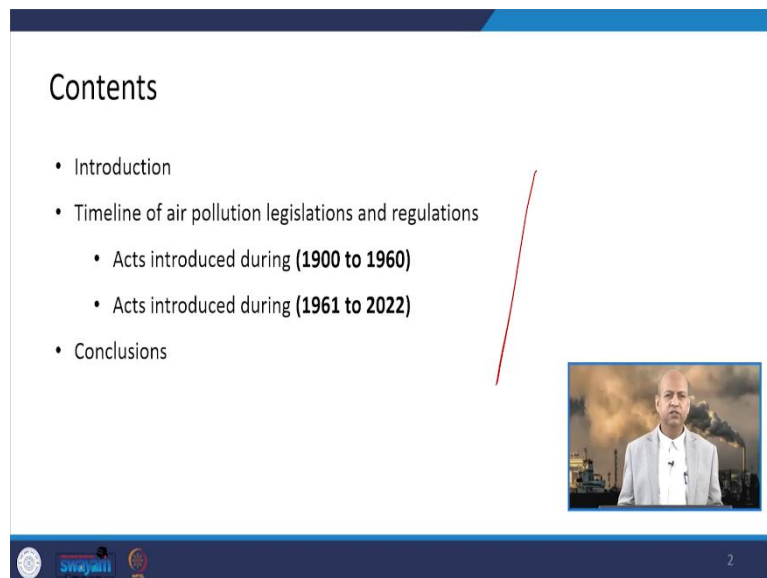 Contents
• Introduction
• Timeline of air pollution legislations and regulations
• Acts introduced during (1900 to 1960)
• Acts introduced during (1961 to 2022)
• Conclusions
swayam
2